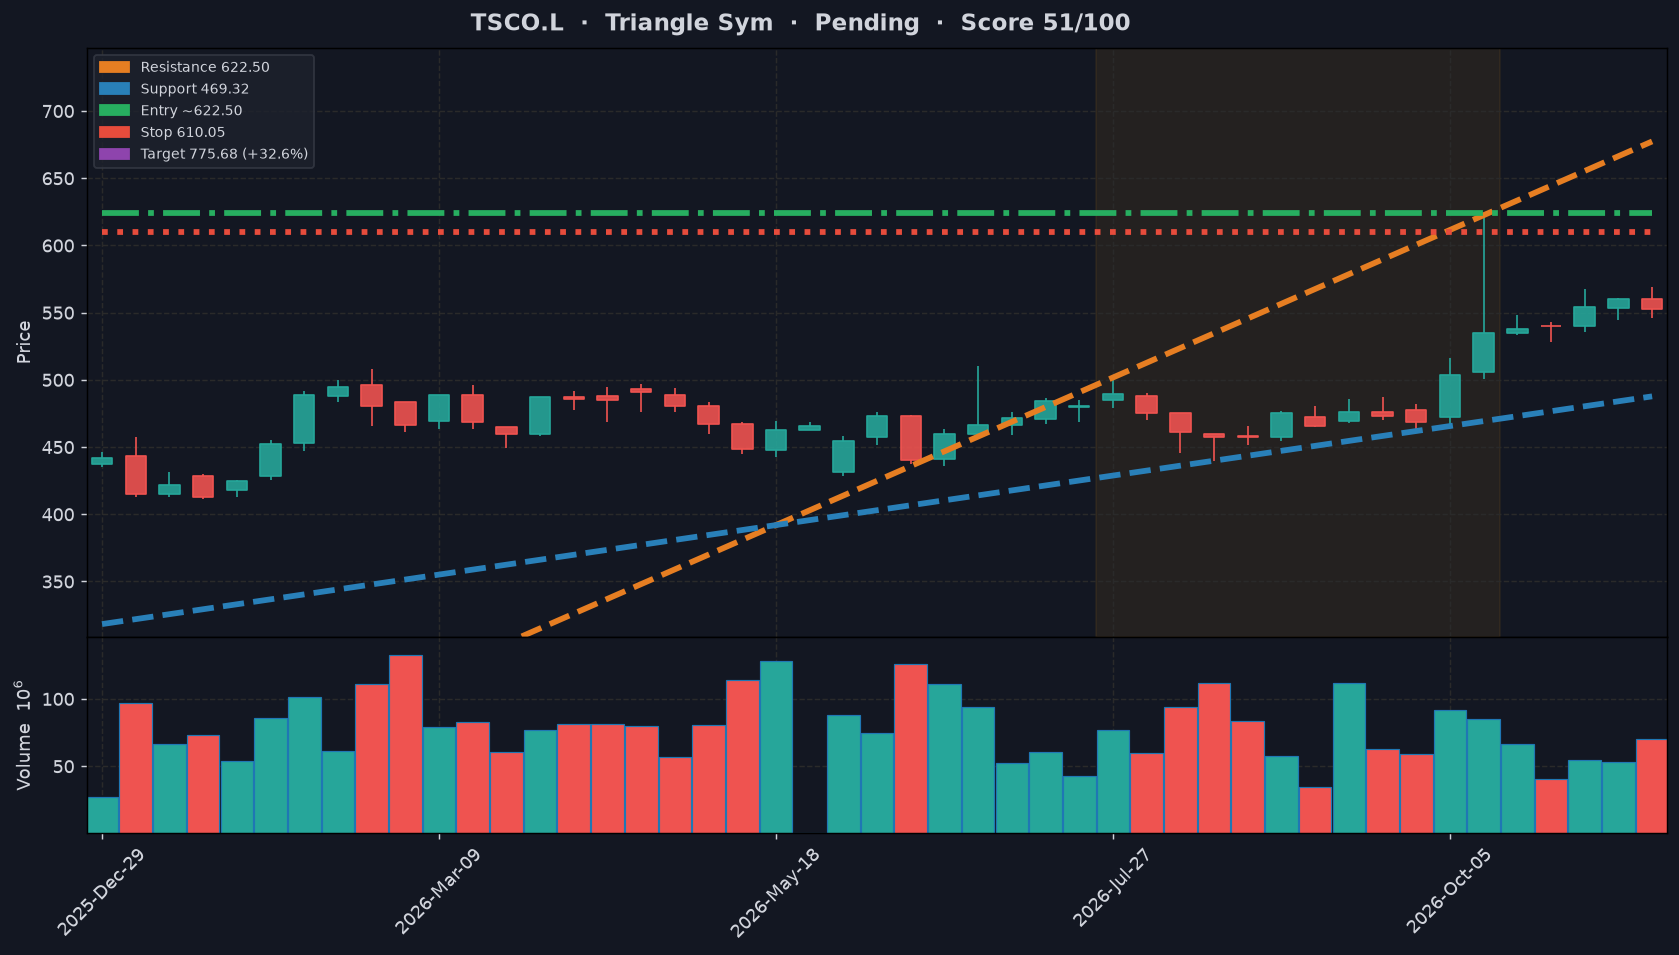 TSCO.L · Triangle Sym · Pending · Score 51/100
Resistance 622.50
Support 469.32
Entry ~622.50
Stop 610.05
Target 775.68 (+32.6%)
Price
700
650
600
550
500
450
400
350
Volume 10⁶
100
50
2025-Dec-29
2026-Mar-09
2026-May-18
2026-Jul-27
2026-Oct-05